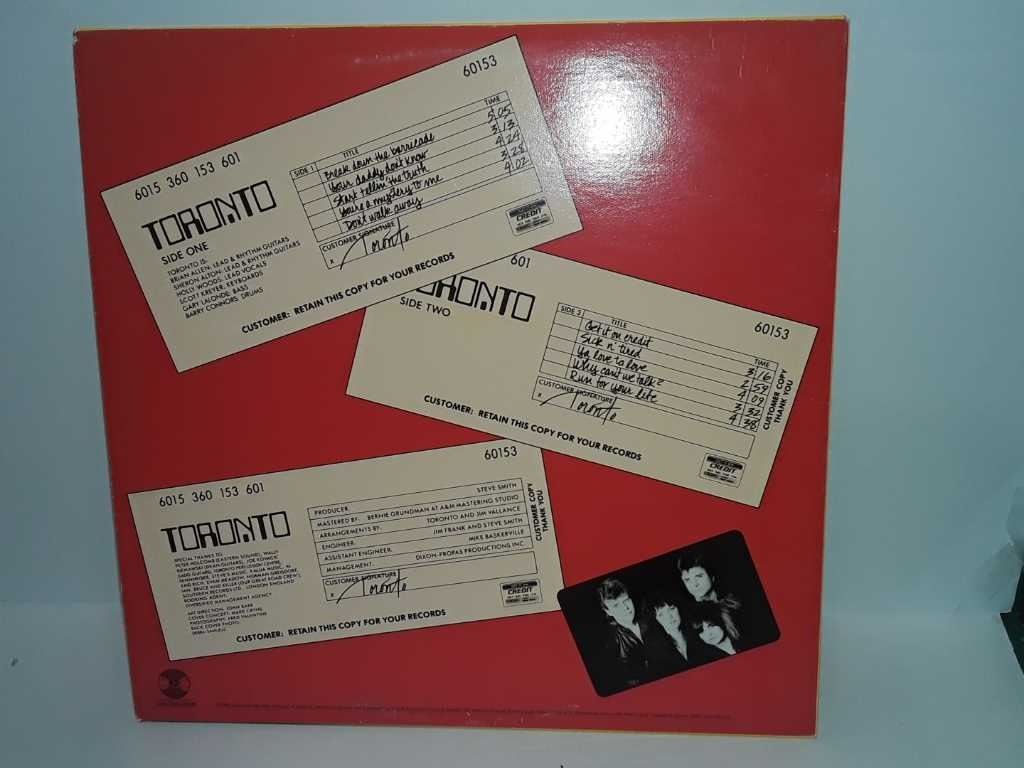 60153
6015 360 153 601
TORONTO
SIDE ONE
TORONTO IS:
BRIAN ALLEN: LEAD & RHYTHM GUITARS
SHERON ALTON: LEAD & RHYTHM GUITARS
HOLLY WOODS: LEAD VOCALS
SCOTT KREYER: KEYBOARDS
GARY LALONDE: BASS
BARRY CONNORS: DRUMS
SIDE 1 TITLE TIME
Break down the barricade 5:05
Your daddy don't know 3:13
Start tellin the truth 4:24
You're a mystery to me 3:28
Don't walk away 4:02
CUSTOMER SIGNATURE
x Toronto
CREDIT
CUSTOMER: RETAIN THIS COPY FOR YOUR RECORDS
601
TORONTO
SIDE TWO
60153
SIDE 2 TITLE TIME
Get it on credit 3:16
Sick n' tired 2:59
Ya love to love 4:09
Why can't we talk? 3:32
Run for your life 4:38
CUSTOMER SIGNATURE
x Toronto
CREDIT
CUSTOMER COPY
THANK YOU
CUSTOMER: RETAIN THIS COPY FOR YOUR RECORDS
60153
6015 360 153 601
TORONTO
SPECIAL THANKS TO:
PRODUCER: STEVE SMITH
MASTERED BY: BERNIE GRUNDMAN AT A&M MASTERING STUDIO
ARRANGEMENTS BY: TORONTO AND JIM VALLANCE
ENGINEER: JIM FRANK AND STEVE SMITH
ASSISTANT ENGINEER: MIKE BASKERVILLE
MANAGEMENT: DIXON-PROPAS PRODUCTIONS INC.
CUSTOMER SIGNATURE
x Toronto
CREDIT
CUSTOMER COPY
THANK YOU
DIVERSIFIED MANAGEMENT AGENCY
CUSTOMER: RETAIN THIS COPY FOR YOUR RECORDS